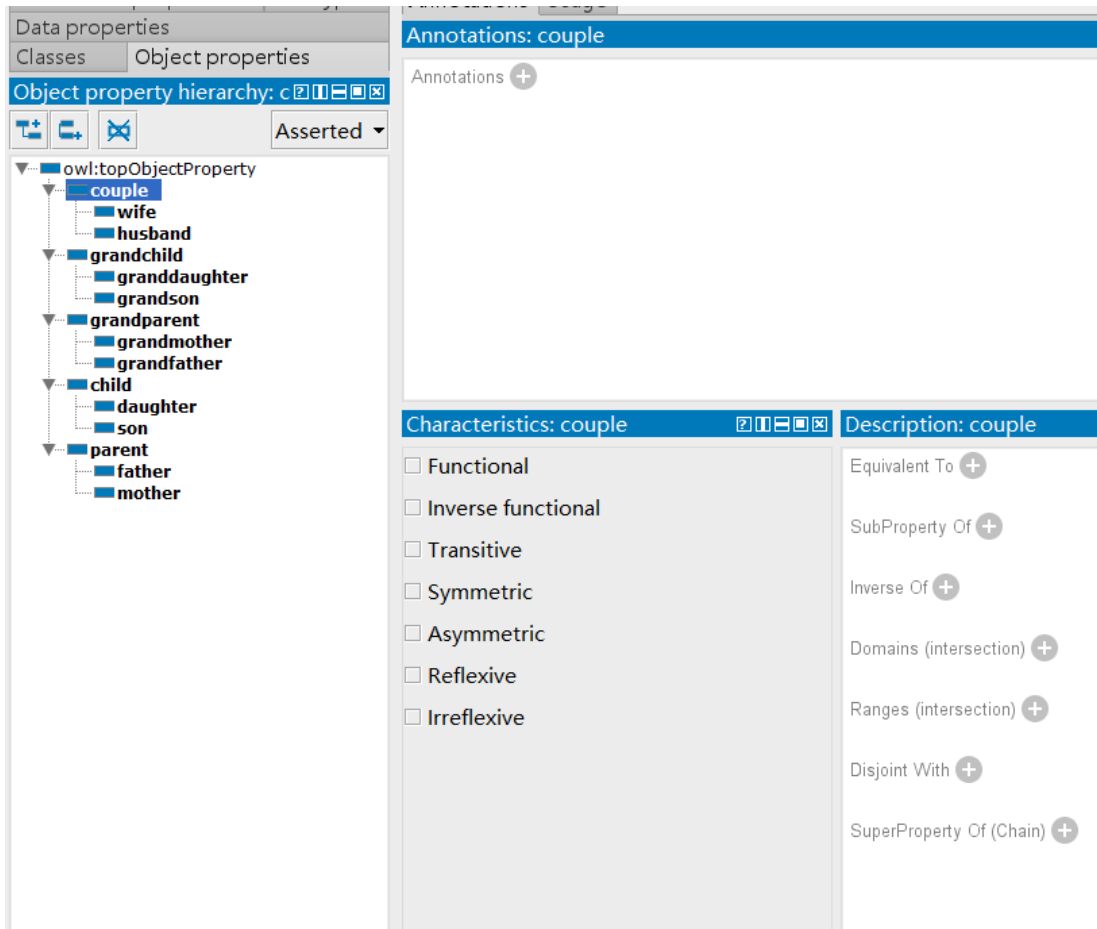 Data properties
Classes
Object properties
Object property hierarchy: c
Asserted
owl:topObjectProperty
couple
wife
husband
grandchild
granddaughter
grandson
grandparent
grandmother
grandfather
child
daughter
son
parent
father
mother
Annotations: couple
Annotations
Characteristics: couple
Functional
Inverse functional
Transitive
Symmetric
Asymmetric
Reflexive
Irreflexive
Description: couple
Equivalent To
SubProperty Of
Inverse Of
Domains (intersection)
Ranges (intersection)
Disjoint With
SuperProperty Of (Chain)